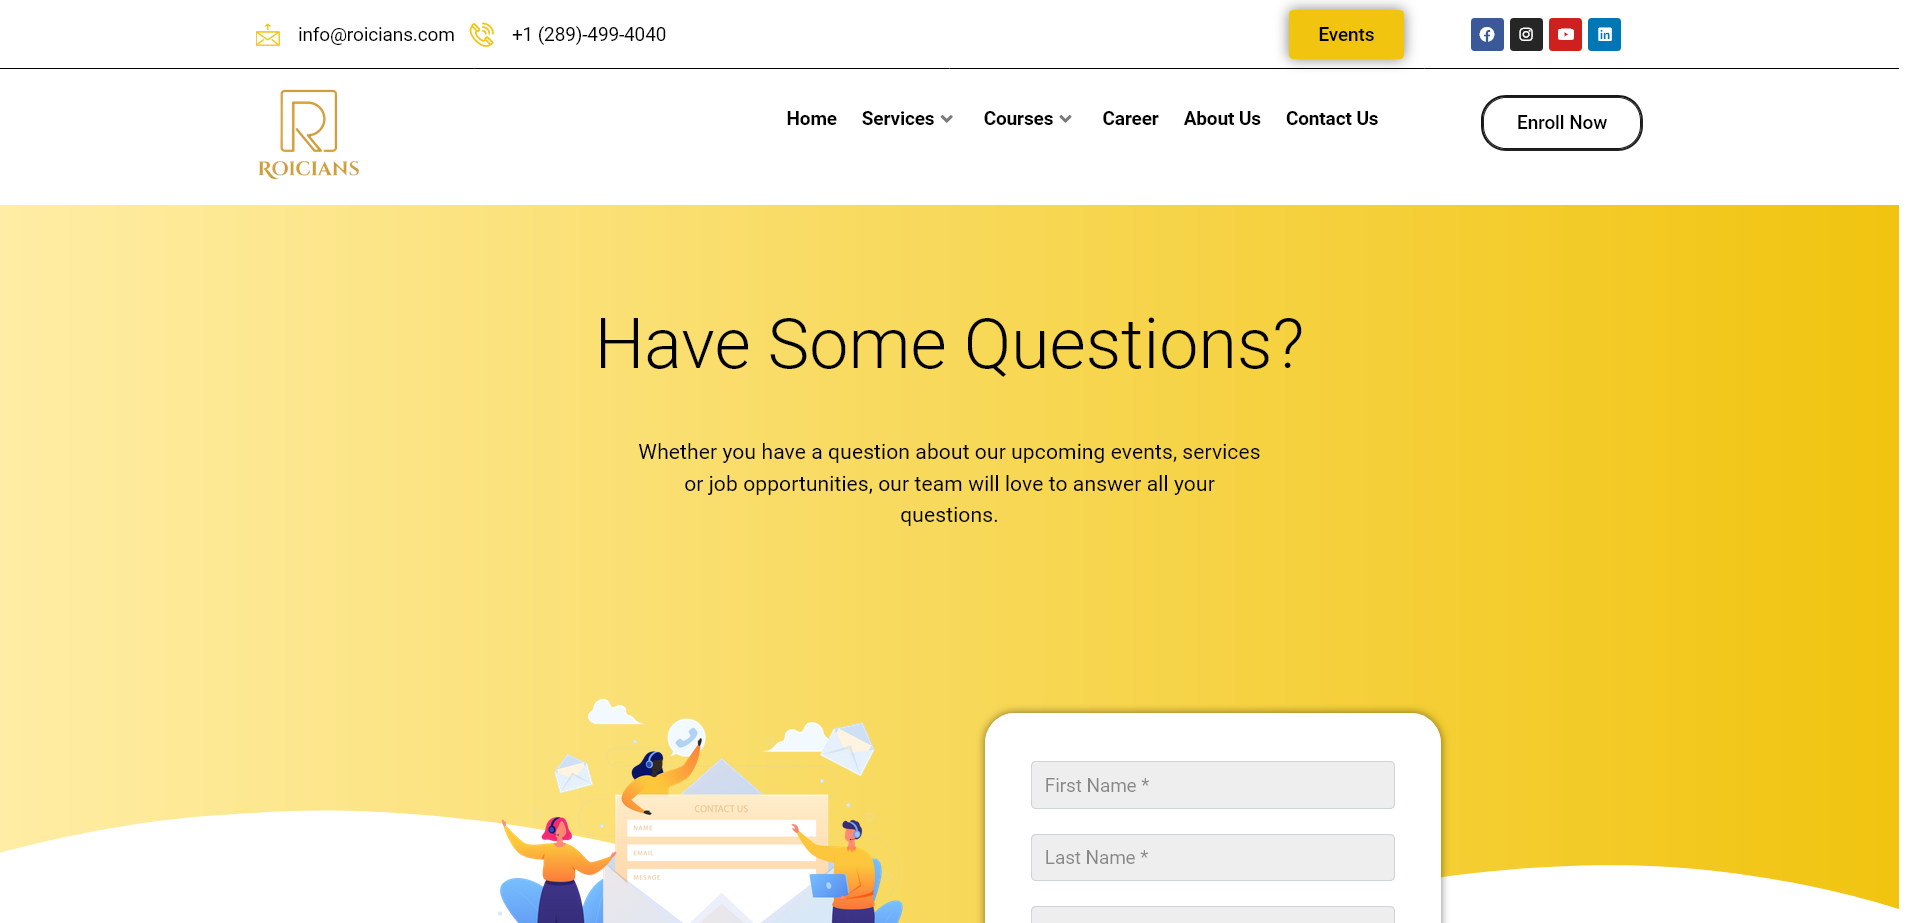 info@roicians.com +1 (289)-499-4040 Events
ROICIANS
Home Services Courses Career About Us Contact Us Enroll Now
Have Some Questions?
Whether you have a question about our upcoming events, services
or job opportunities, our team will love to answer all your
questions.
CONTACT US
NAME
EMAIL
MESAGE
First Name *
Last Name *